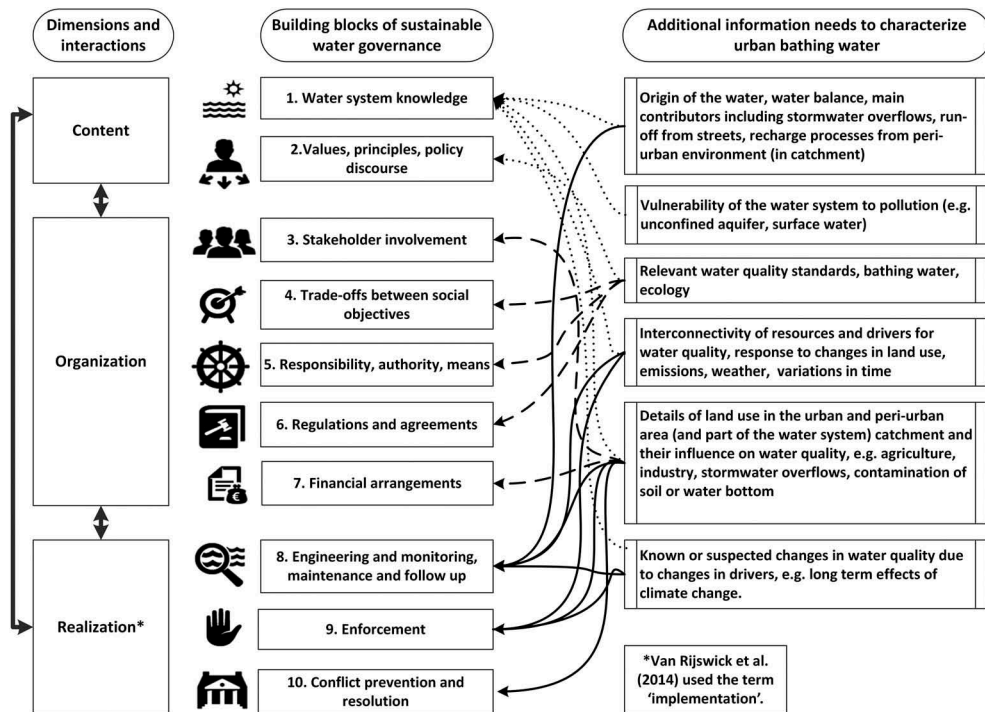 Dimensions and
interactions
Building blocks of sustainable
water governance
Additional information needs to characterize
urban bathing water
Content
Organization
Realization*
1. Water system knowledge
2.Values, principles, policy
discourse
3. Stakeholder involvement
4. Trade-offs between social
objectives
5. Responsibility, authority, means
6. Regulations and agreements
7. Financial arrangements
8. Engineering and monitoring,
maintenance and follow up
9. Enforcement
10. Conflict prevention and
resolution
Origin of the water, water balance, main
contributors including stormwater overflows, run-
off from streets, recharge processes from peri-
urban environment (in catchment)
Vulnerability of the water system to pollution (e.g.
unconfined aquifer, surface water)
Relevant water quality standards, bathing water,
ecology
Interconnectivity of resources and drivers for
water quality, response to changes in land use,
emissions, weather, variations in time
Details of land use in the urban and peri-urban
area (and part of the water system) catchment and
their influence on water quality, e.g. agriculture,
industry, stormwater overflows, contamination of
soil or water bottom
Known or suspected changes in water quality due
to changes in drivers, e.g. long term effects of
climate change.
*Van Rijswick et al.
(2014) used the term
‘implementation’.
€